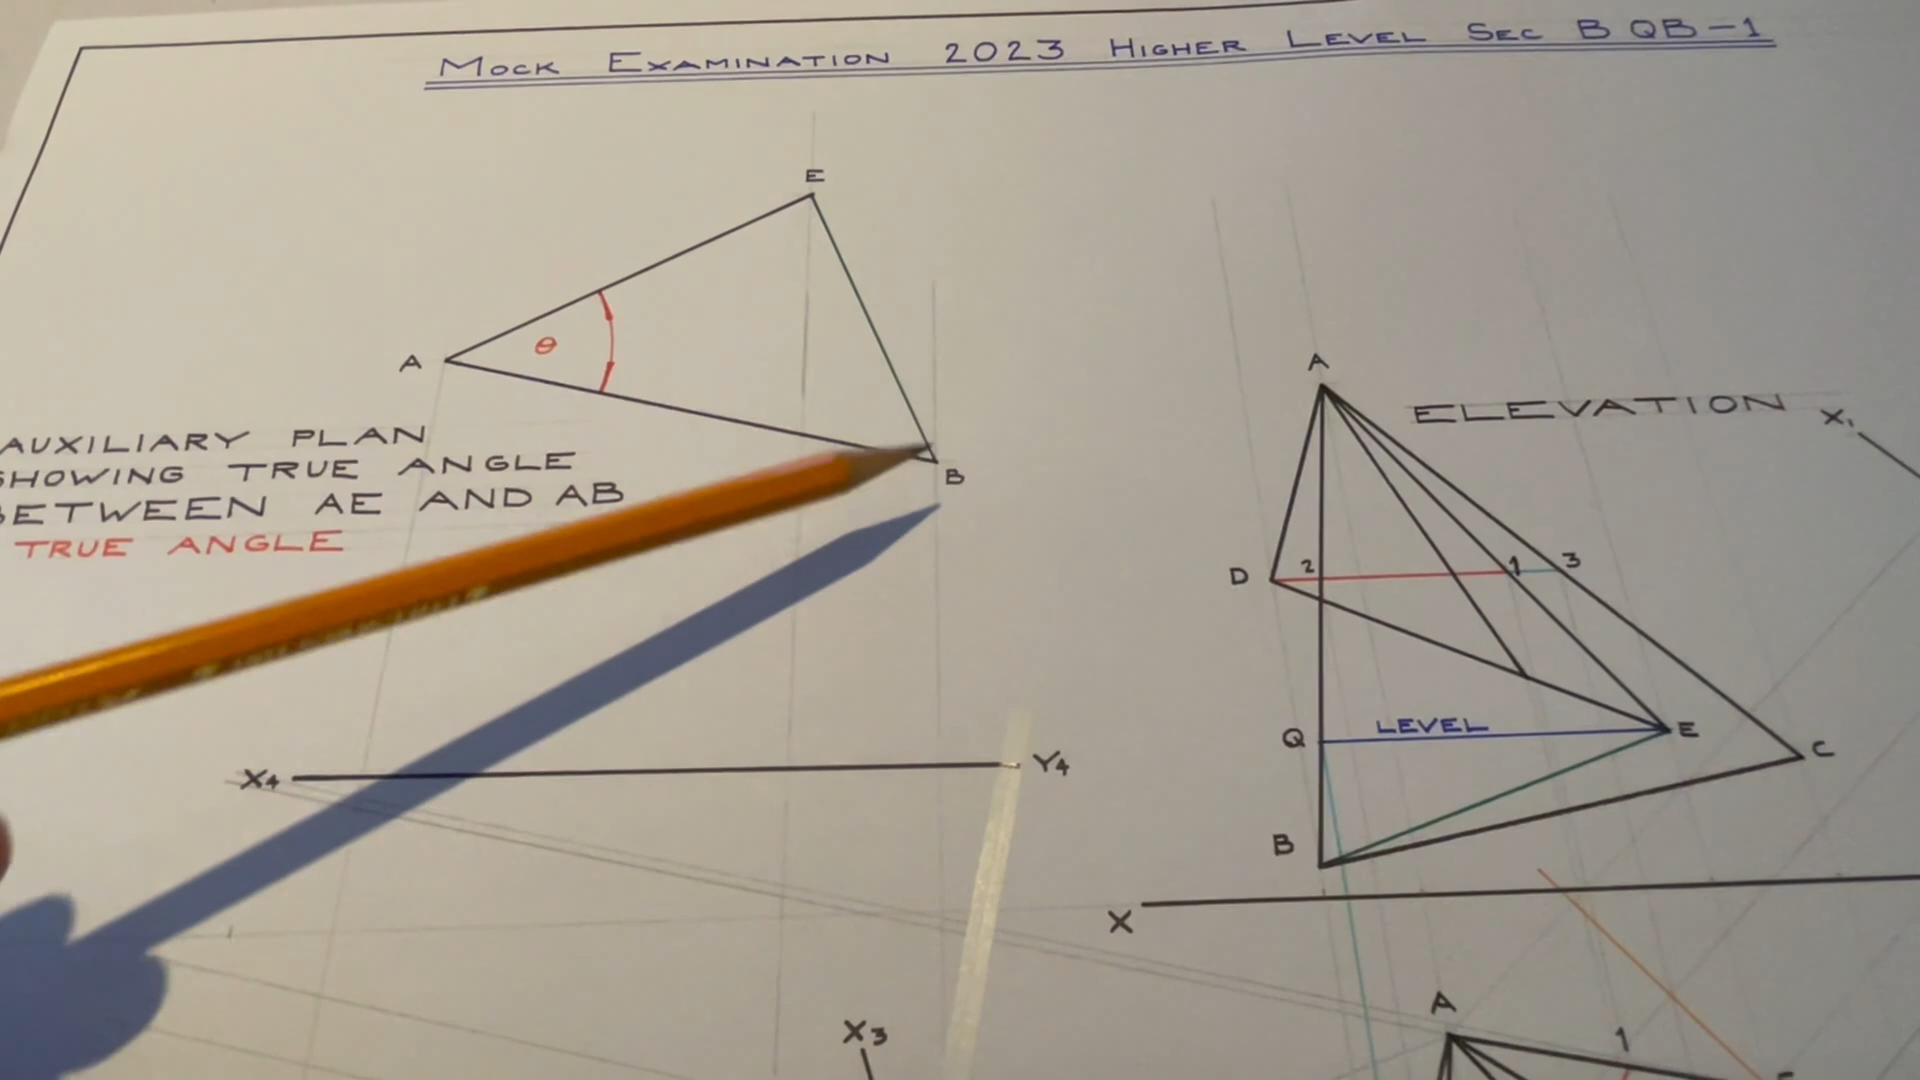 MOCK EXAMINATION 2023 HIGHER LEVEL SEC B QB-1
E
A
θ
B
AUXILIARY PLAN
SHOWING TRUE ANGLE
BETWEEN AE AND AB
TRUE ANGLE
X4
Y4
X3
A
ELEVATION
X1
D
2
1
3
Q
LEVEL
E
C
B
X
A
1